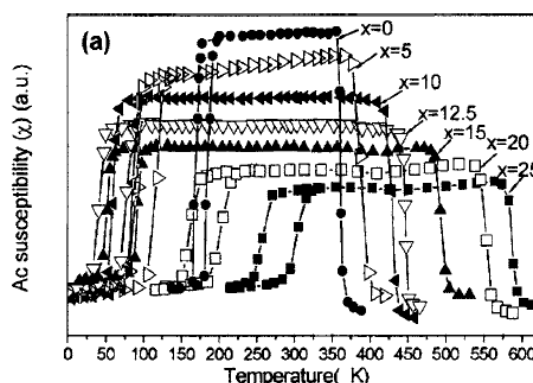 (a)
x=0
x=5
x=10
x=12.5
x=15
x=20
x=25
Ac susceptibility (χ) (a.u.)
0 50 100 150 200 250 300 350 400 450 500 550 600
Temperature( K)